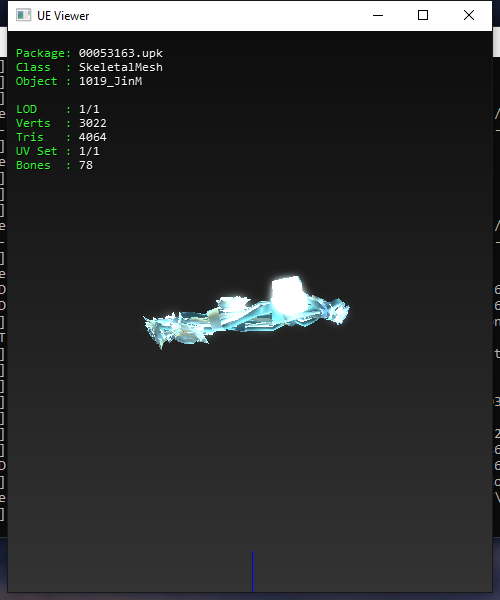 UE Viewer
Package: 00053163.upk
Class  : SkeletalMesh
Object : 1019_JinM
LOD    : 1/1
Verts  : 3022
Tris   : 4064
UV Set : 1/1
Bones  : 78